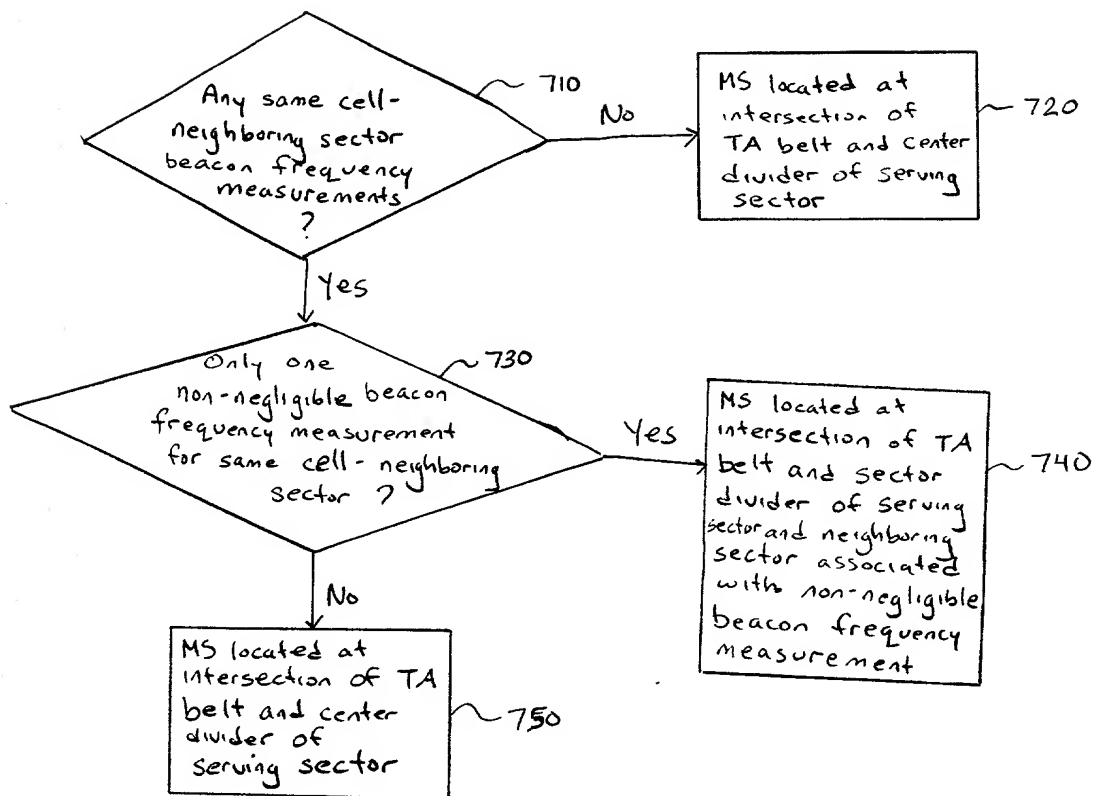 Any same cell-
neighboring sector
beacon frequency
measurements
?
710
No
MS located at
intersection of
TA belt and center
divider of serving
sector
720
Yes
Only one
non-negligible beacon
frequency measurement
for same cell-neighboring
sector ?
730
Yes
MS located at
intersection of TA
belt and sector
divider of serving
sector and neighboring
sector associated
with non-negligible
beacon frequency
measurement
740
No
MS located at
intersection of TA
belt and center
divider of
serving sector
750